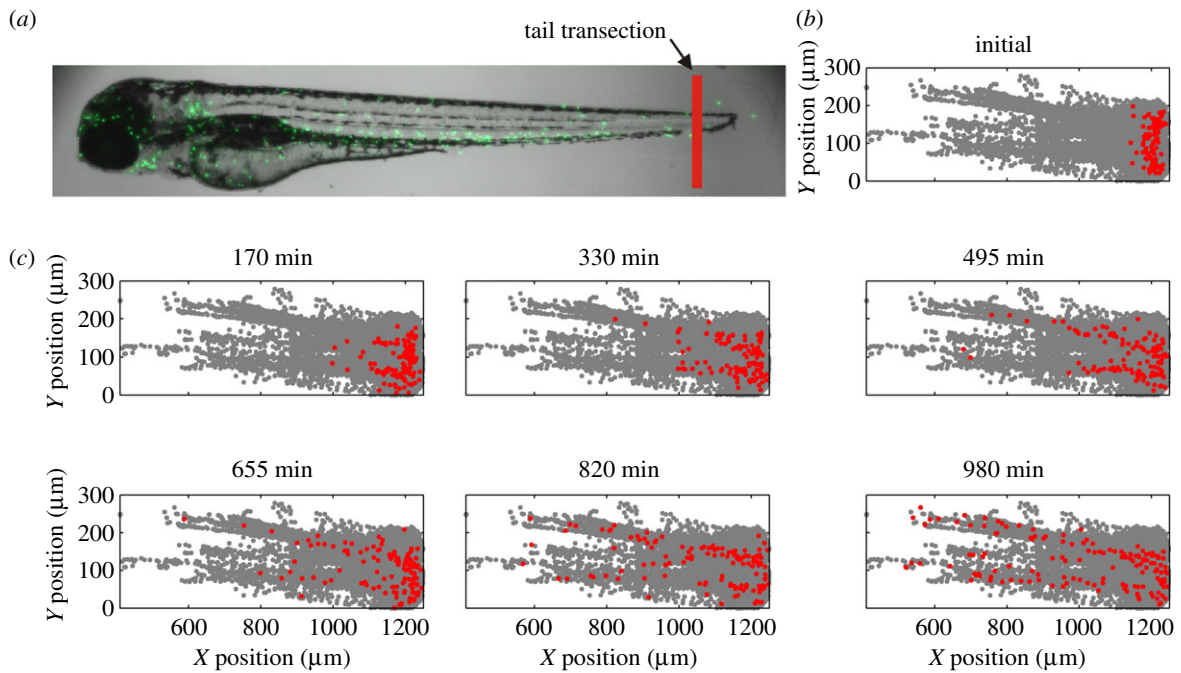 (a)
tail transection
(b)
initial
Y position (µm)
300
200
100
0
(c)
170 min
330 min
495 min
Y position (µm)
300
200
100
0
655 min
820 min
980 min
Y position (µm)
300
200
100
0
600 800 1000 1200
600 800 1000 1200
600 800 1000 1200
X position (µm)
X position (µm)
X position (µm)